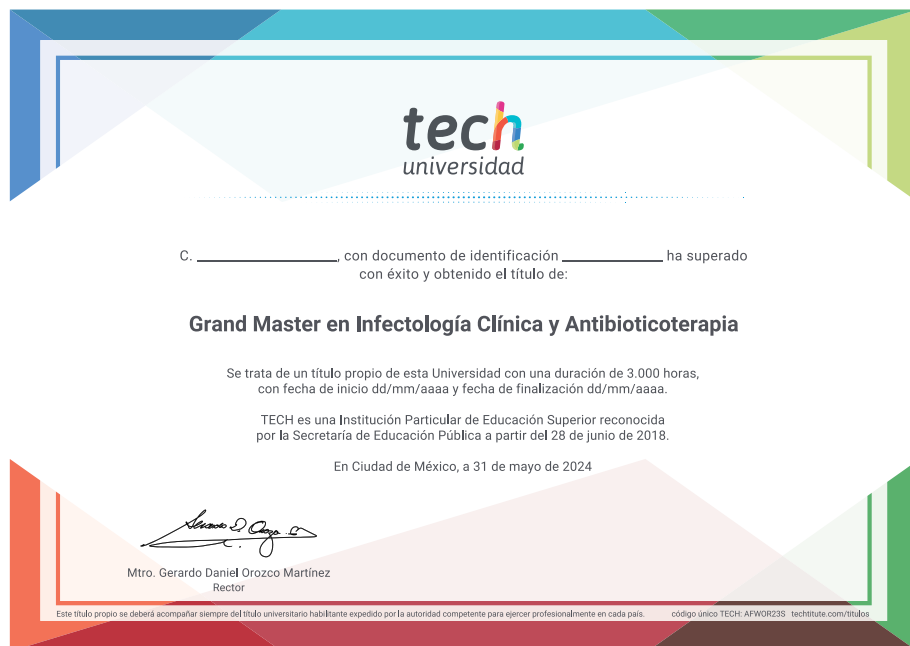 tech
universidad
C. _________________, con documento de identificación ____________ ha superado
con éxito y obtenido el título de:
Grand Master en Infectología Clínica y Antibioticoterapia
Se trata de un título propio de esta Universidad con una duración de 3.000 horas,
con fecha de inicio dd/mm/aaaa y fecha de finalización dd/mm/aaaa.
TECH es una Institución Particular de Educación Superior reconocida
por la Secretaría de Educación Pública a partir del 28 de junio de 2018.
En Ciudad de México, a 31 de mayo de 2024
Mtro. Gerardo Daniel Orozco Martínez
Rector
Este título propio se deberá acompañar siempre del título universitario habilitante expedido por la autoridad competente para ejercer profesionalmente en cada país. código único TECH: AFWOR23S techtitute.com/titulos